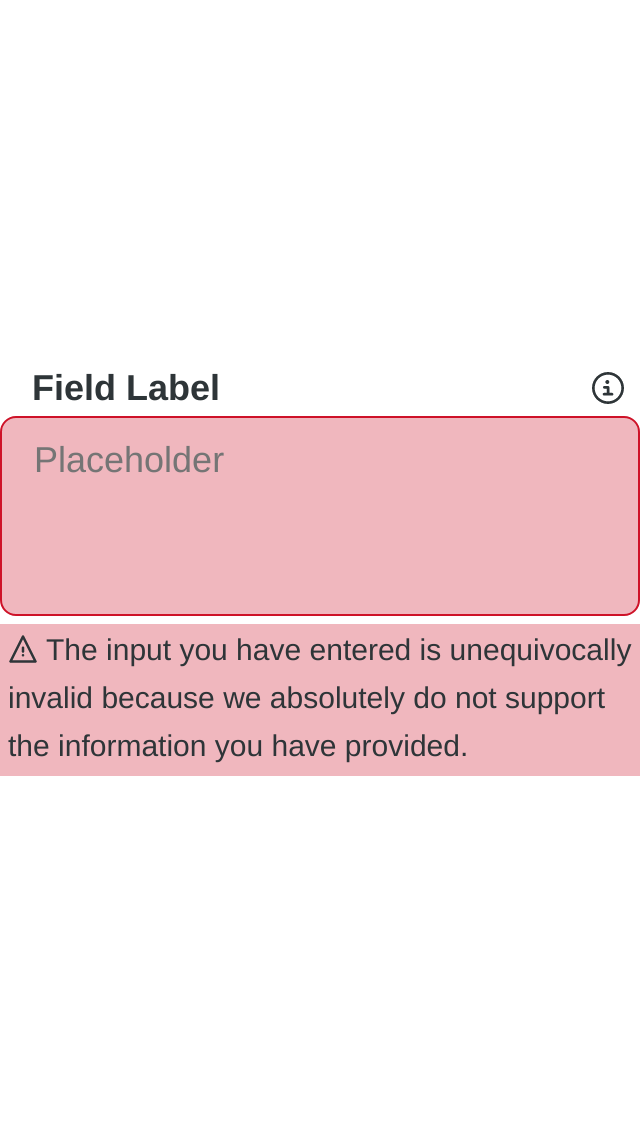 Field Label
Placeholder
The input you have entered is unequivocally
invalid because we absolutely do not support
the information you have provided.